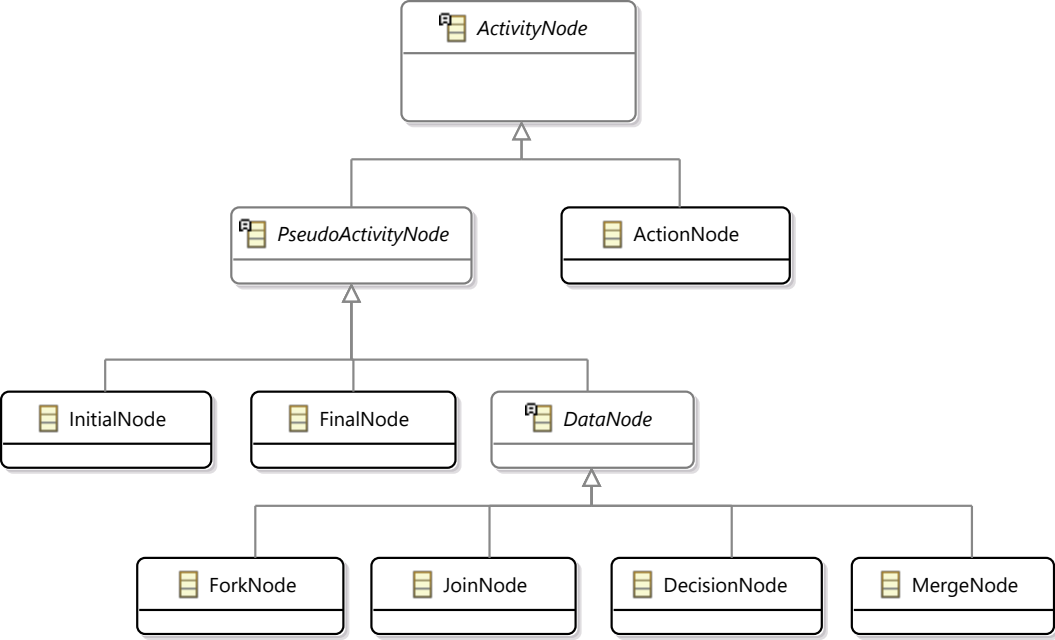 ActivityNode
PseudoActivityNode
ActionNode
InitialNode
FinalNode
DataNode
ForkNode
JoinNode
DecisionNode
MergeNode